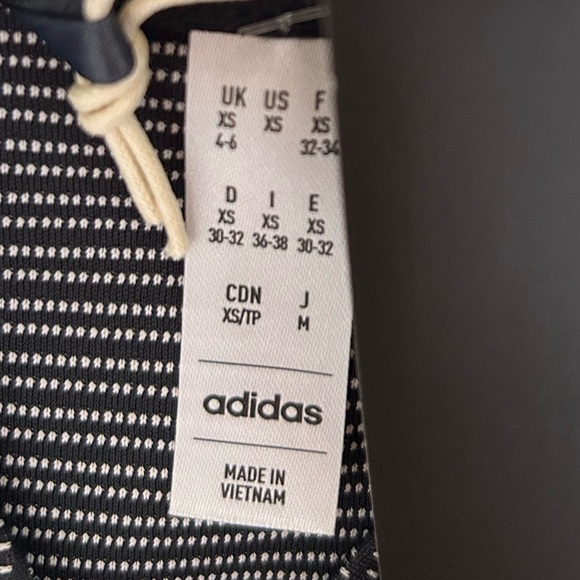 UK US F
XS XS XS
4-6 32-34
D I E
XS XS XS
30-32 36-38 30-32
CDN J
XS/TP M
adidas
MADE IN
VIETNAM